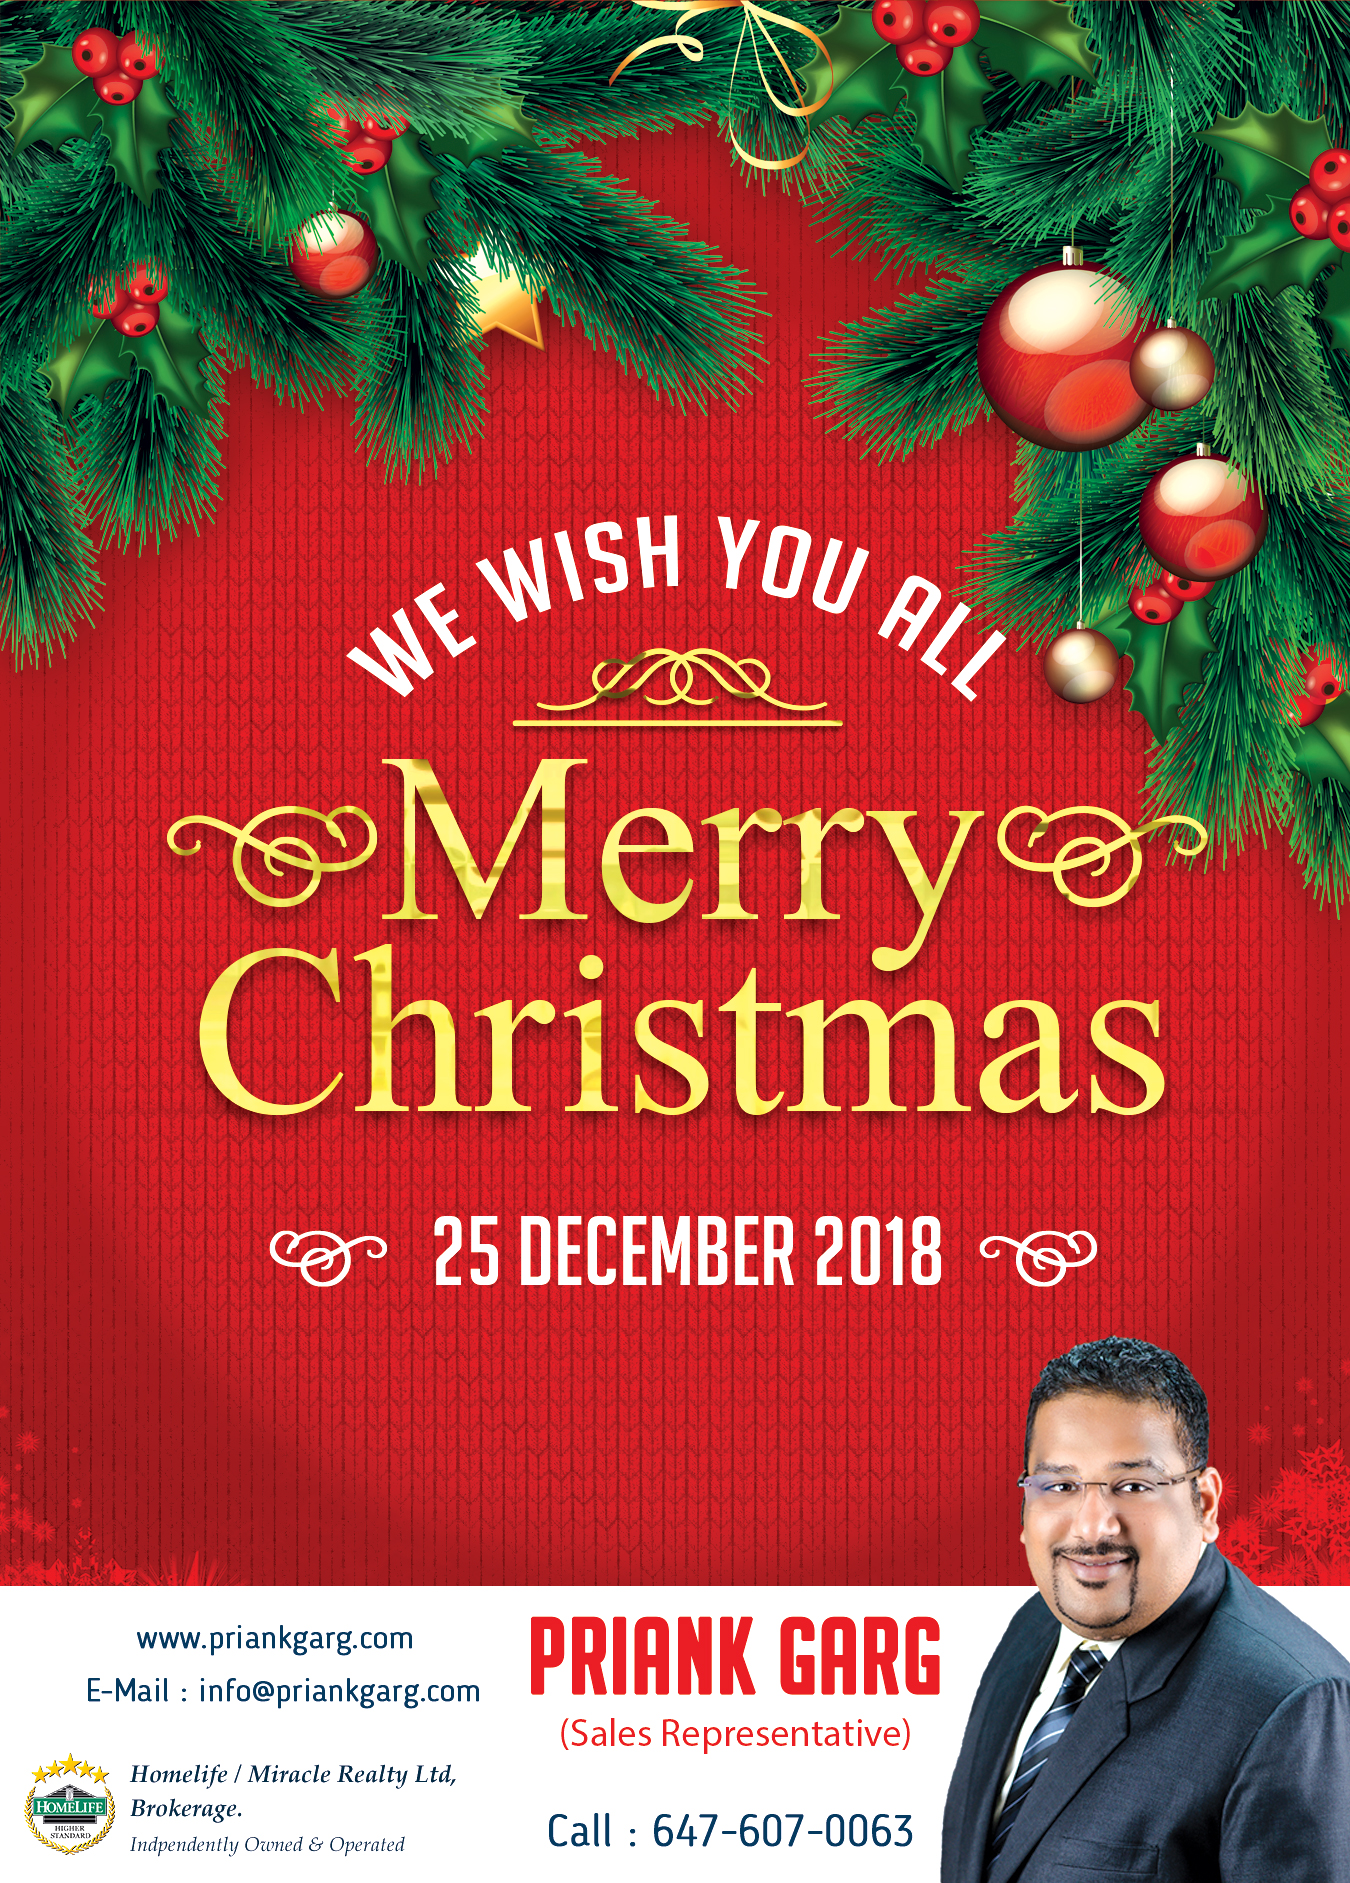 WE WISH YOU ALL
Merry
Christmas
25 DECEMBER 2018
www.priankgarg.com
E-Mail : info@priankgarg.com
PRIANK GARG
(Sales Representative)
Call : 647-607-0063
HOMELIFE
HIGHER
STANDARD
Homelife / Miracle Realty Ltd,
Brokerage.
Indpendently Owned & Operated